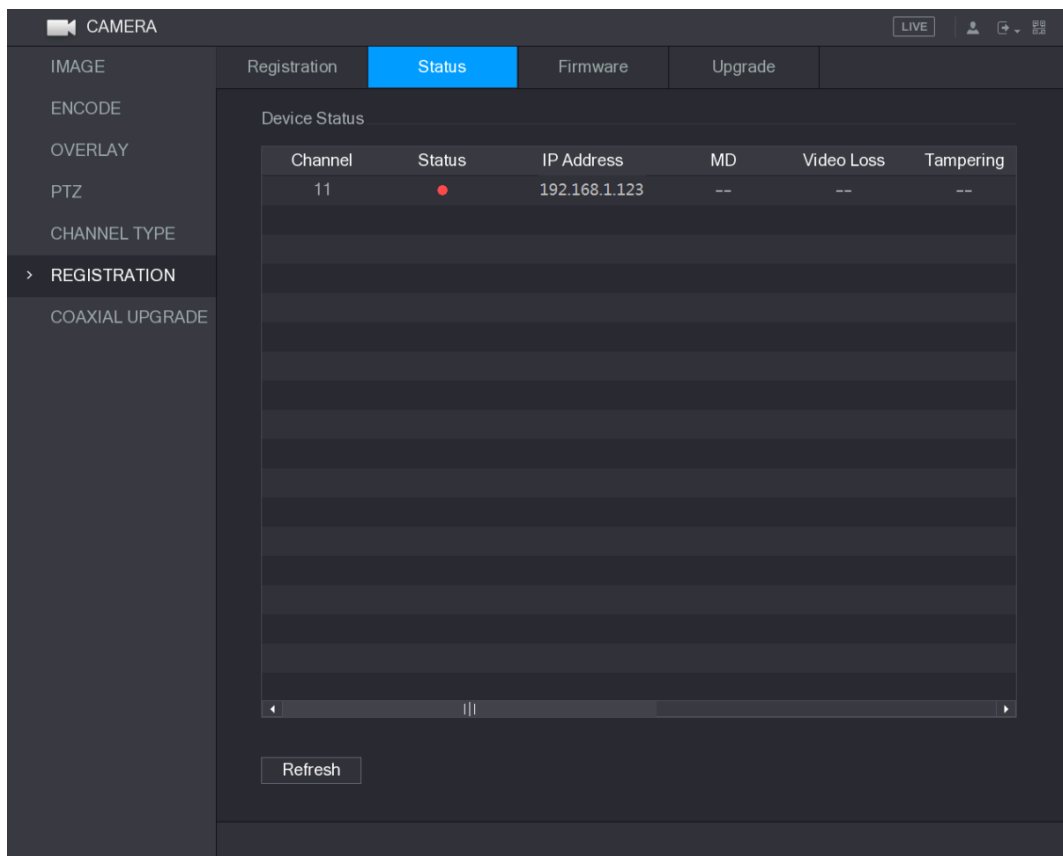 CAMERA LIVE
IMAGE
ENCODE
OVERLAY
PTZ
CHANNEL TYPE
REGISTRATION
COAXIAL UPGRADE
Registration Status Firmware Upgrade
Device Status
Channel Status IP Address MD Video Loss Tampering
11 192.168.1.123 -- -- --
Refresh